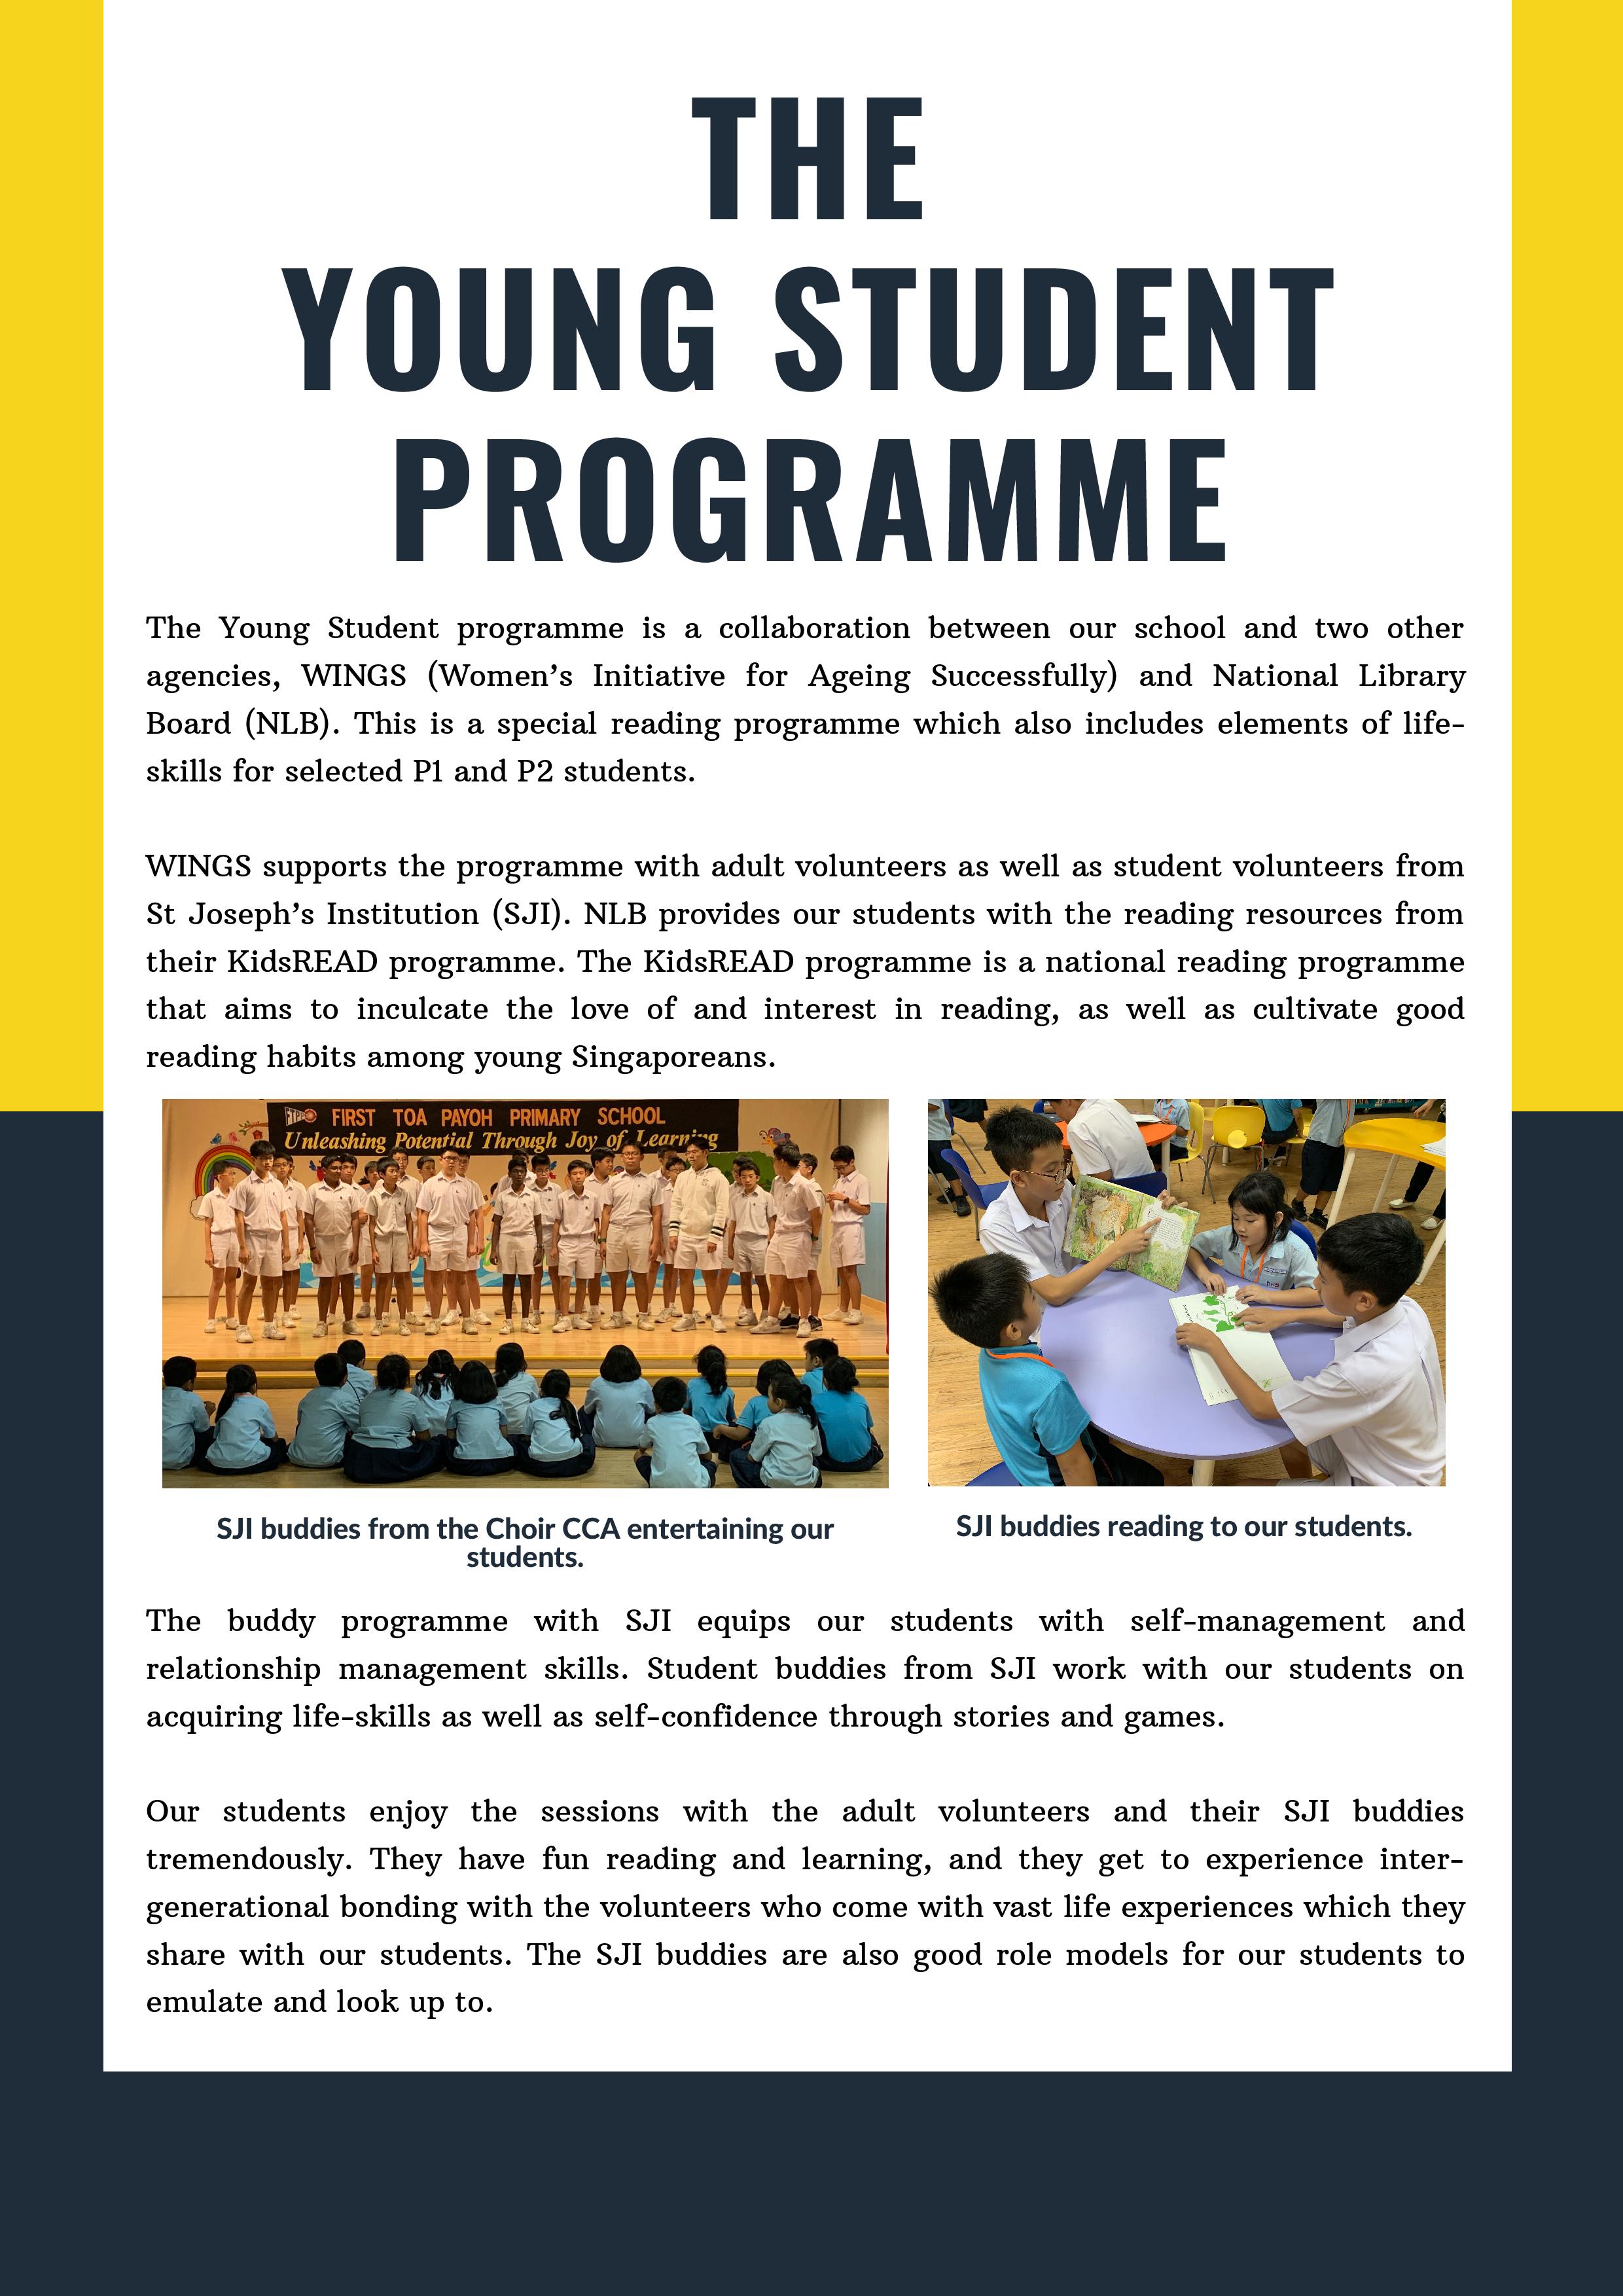 THE
YOUNG STUDENT
PROGRAMME
The Young Student programme is a collaboration between our school and two other
agencies, WINGS (Women’s Initiative for Ageing Successfully) and National Library
Board (NLB). This is a special reading programme which also includes elements of life-
skills for selected P1 and P2 students.
WINGS supports the programme with adult volunteers as well as student volunteers from
St Joseph’s Institution (SJI). NLB provides our students with the reading resources from
their KidsREAD programme. The KidsREAD programme is a national reading programme
that aims to inculcate the love of and interest in reading, as well as cultivate good
reading habits among young Singaporeans.
FTPPS FIRST TOA PAYOH PRIMARY SCHOOL
Unleashing Potential Through Joy of Learning
SJI buddies from the Choir CCA entertaining our
students.
SJI buddies reading to our students.
The buddy programme with SJI equips our students with self-management and
relationship management skills. Student buddies from SJI work with our students on
acquiring life-skills as well as self-confidence through stories and games.
Our students enjoy the sessions with the adult volunteers and their SJI buddies
tremendously. They have fun reading and learning, and they get to experience inter-
generational bonding with the volunteers who come with vast life experiences which they
share with our students. The SJI buddies are also good role models for our students to
emulate and look up to.